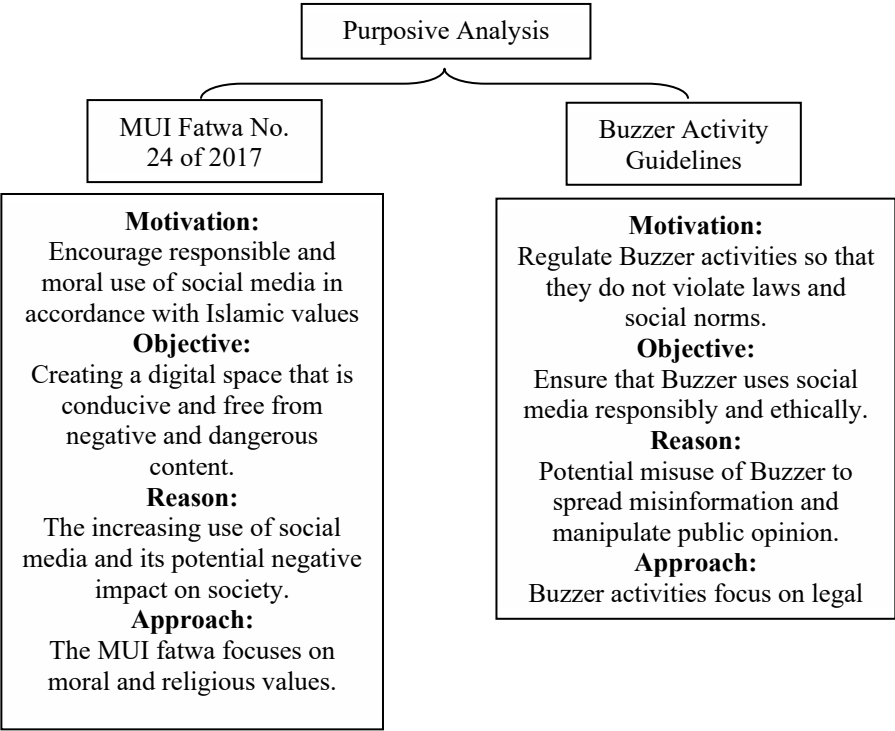 Purposive Analysis
MUI Fatwa No.
24 of 2017
Motivation:
Encourage responsible and
moral use of social media in
accordance with Islamic values
Objective:
Creating a digital space that is
conducive and free from
negative and dangerous
content.
Reason:
The increasing use of social
media and its potential negative
impact on society.
Approach:
The MUI fatwa focuses on
moral and religious values.
Buzzer Activity
Guidelines
Motivation:
Regulate Buzzer activities so that
they do not violate laws and
social norms.
Objective:
Ensure that Buzzer uses social
media responsibly and ethically.
Reason:
Potential misuse of Buzzer to
spread misinformation and
manipulate public opinion.
Approach:
Buzzer activities focus on legal